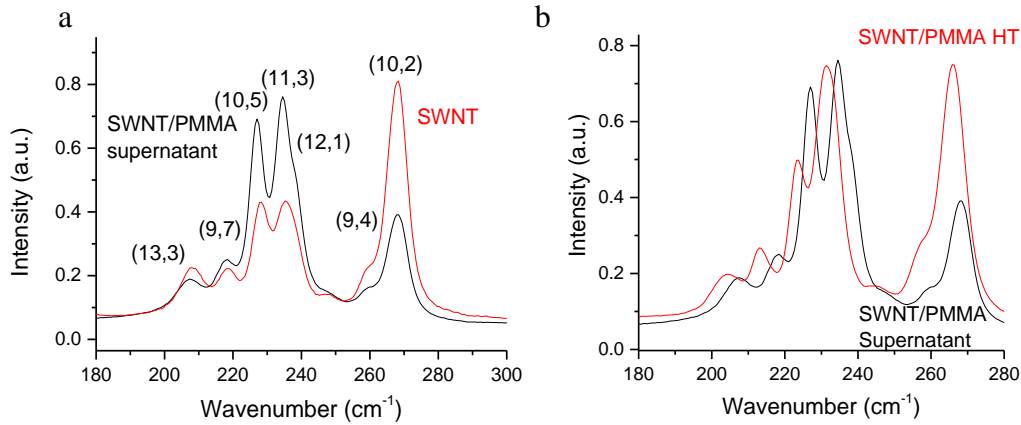 a
(10,2)
(11,3)
(10,5)
SWNT/PMMA
supernatant
SWNT
(12,1)
(9,4)
(9,7)
(13,3)
Intensity (a.u.)
0.8
0.6
0.4
0.2
0.0
180 200 220 240 260 280 300
Wavenumber (cm⁻¹)
b
SWNT/PMMA HT
SWNT/PMMA
Supernatant
Intensity (a.u.)
0.8
0.6
0.4
0.2
0.0
180 200 220 240 260 280
Wavenumber (cm⁻¹)